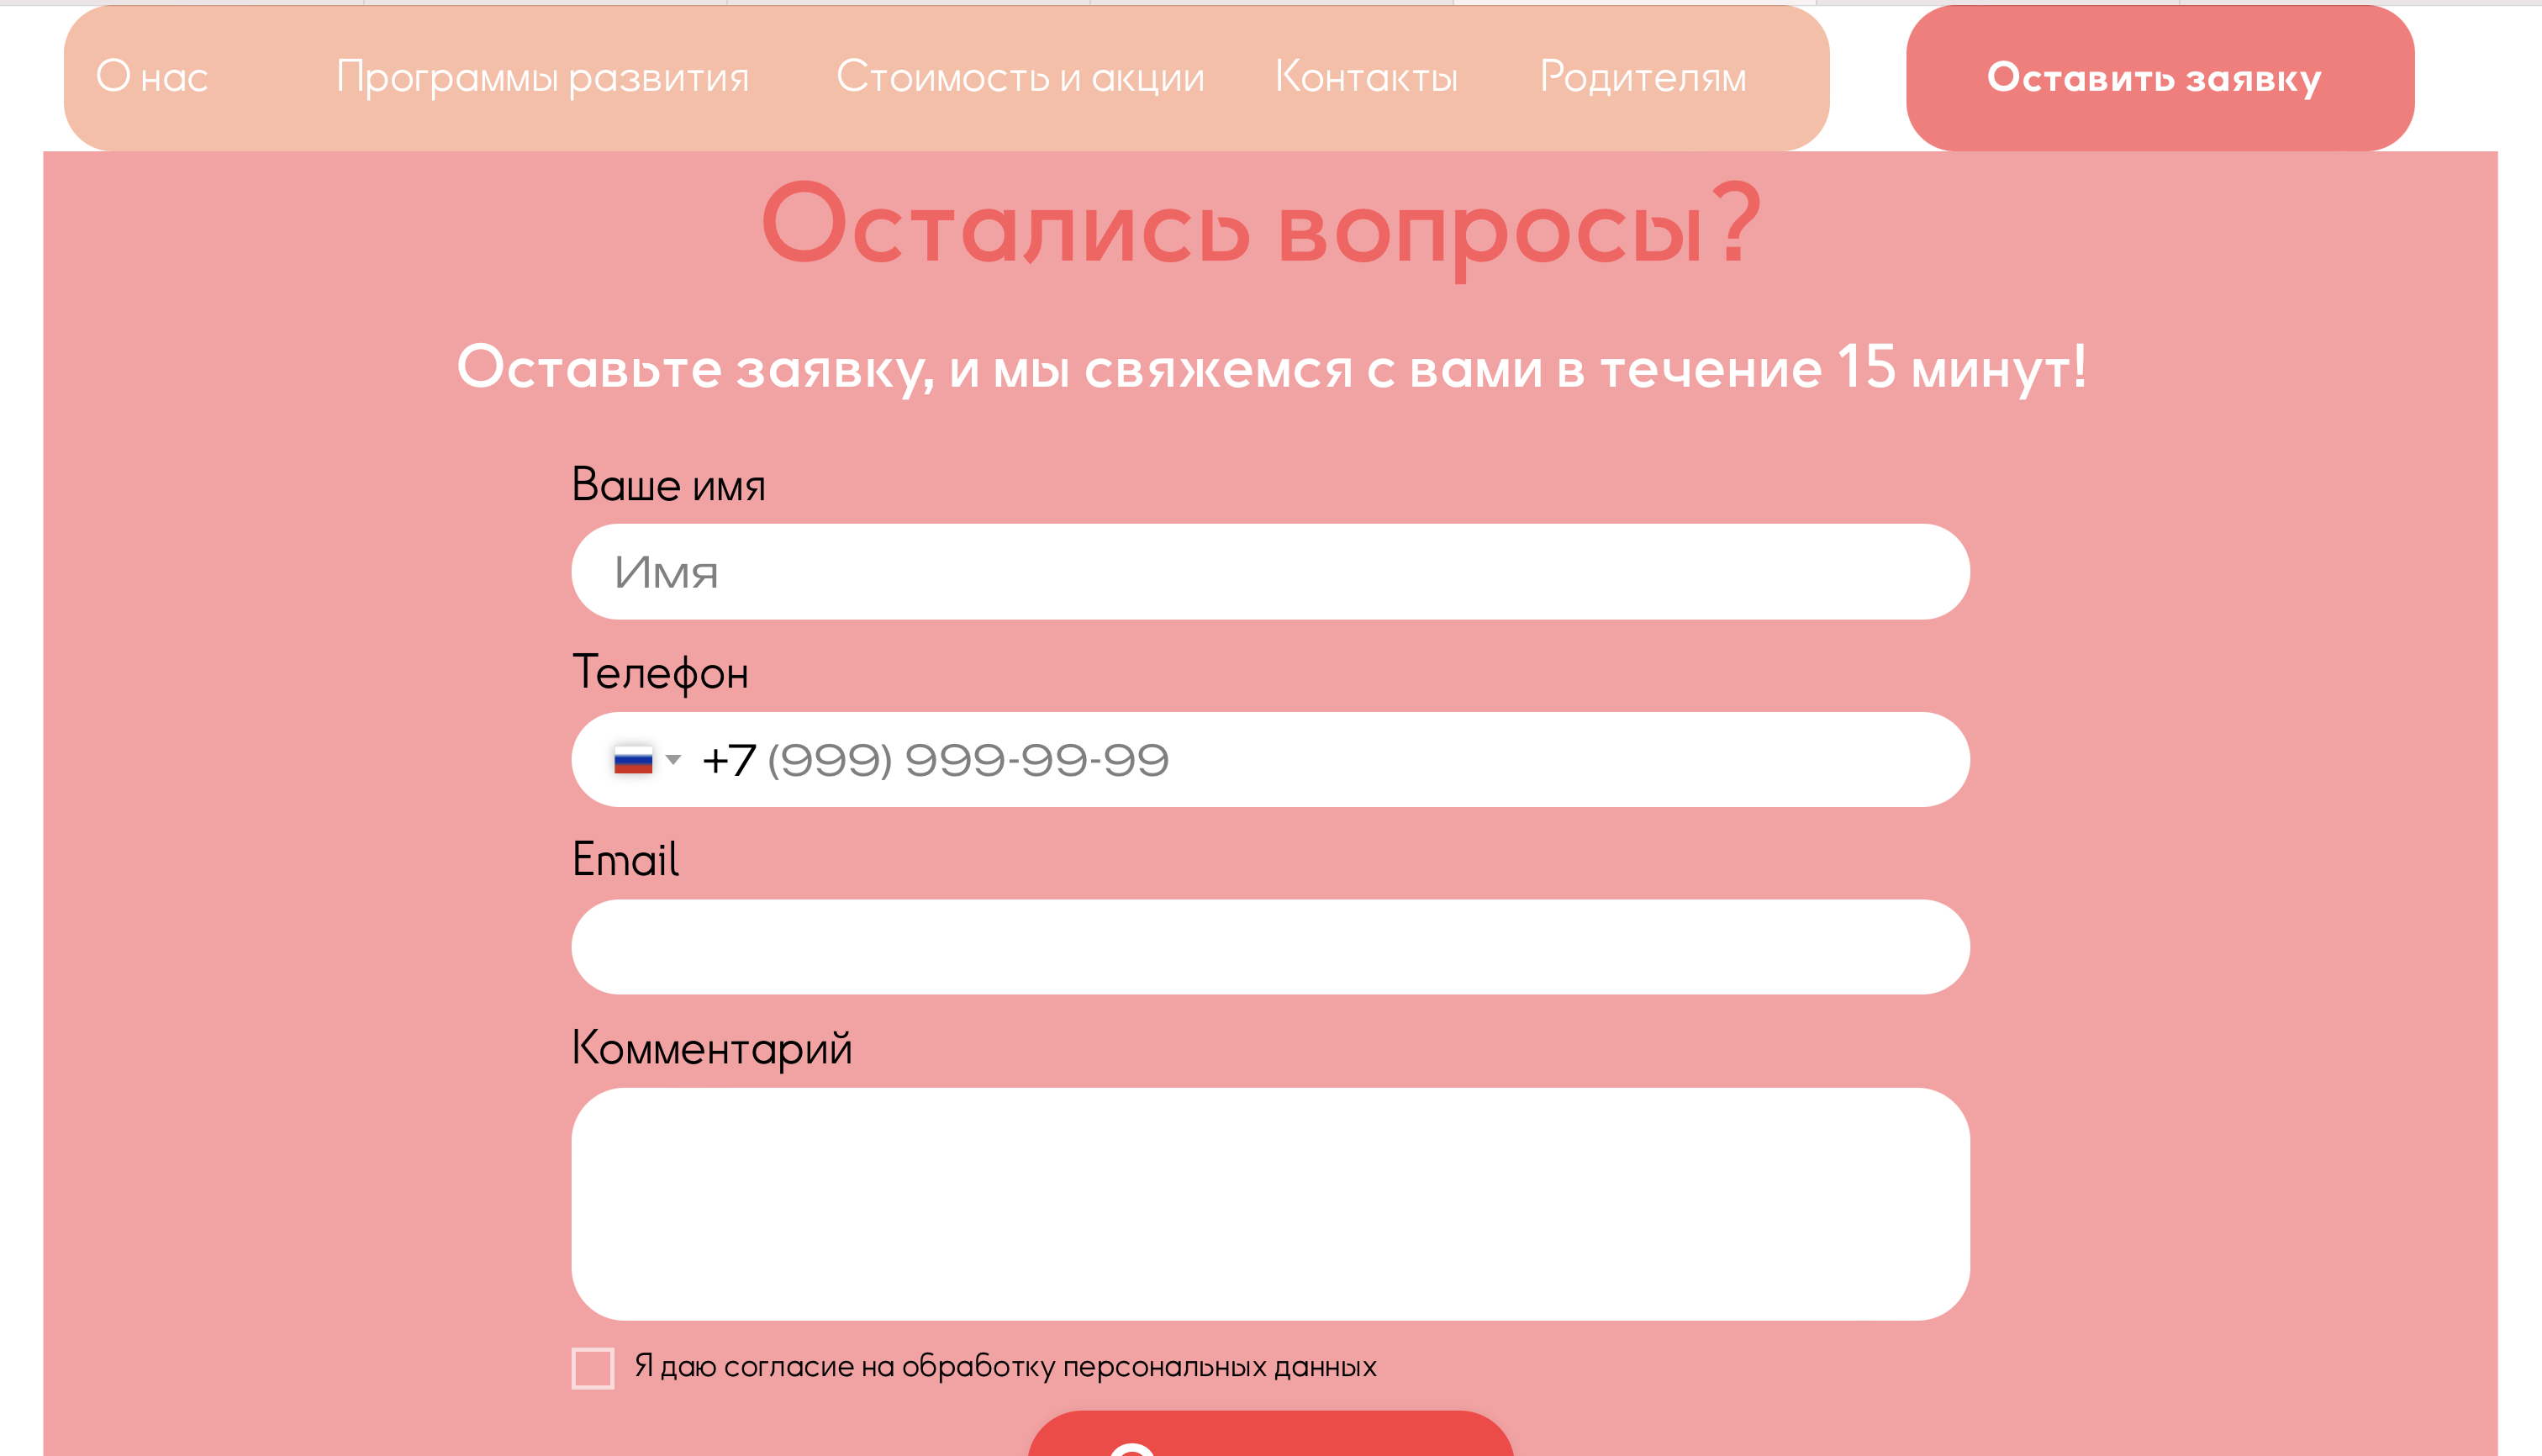 О нас Программы развития Стоимость и акции Контакты Родителям Оставить заявку
Остались вопросы?
Оставьте заявку, и мы свяжемся с вами в течение 15 минут!
Ваше имя
Имя
Телефон
+7 (999) 999-99-99
Email
Комментарий
Я даю согласие на обработку персональных данных